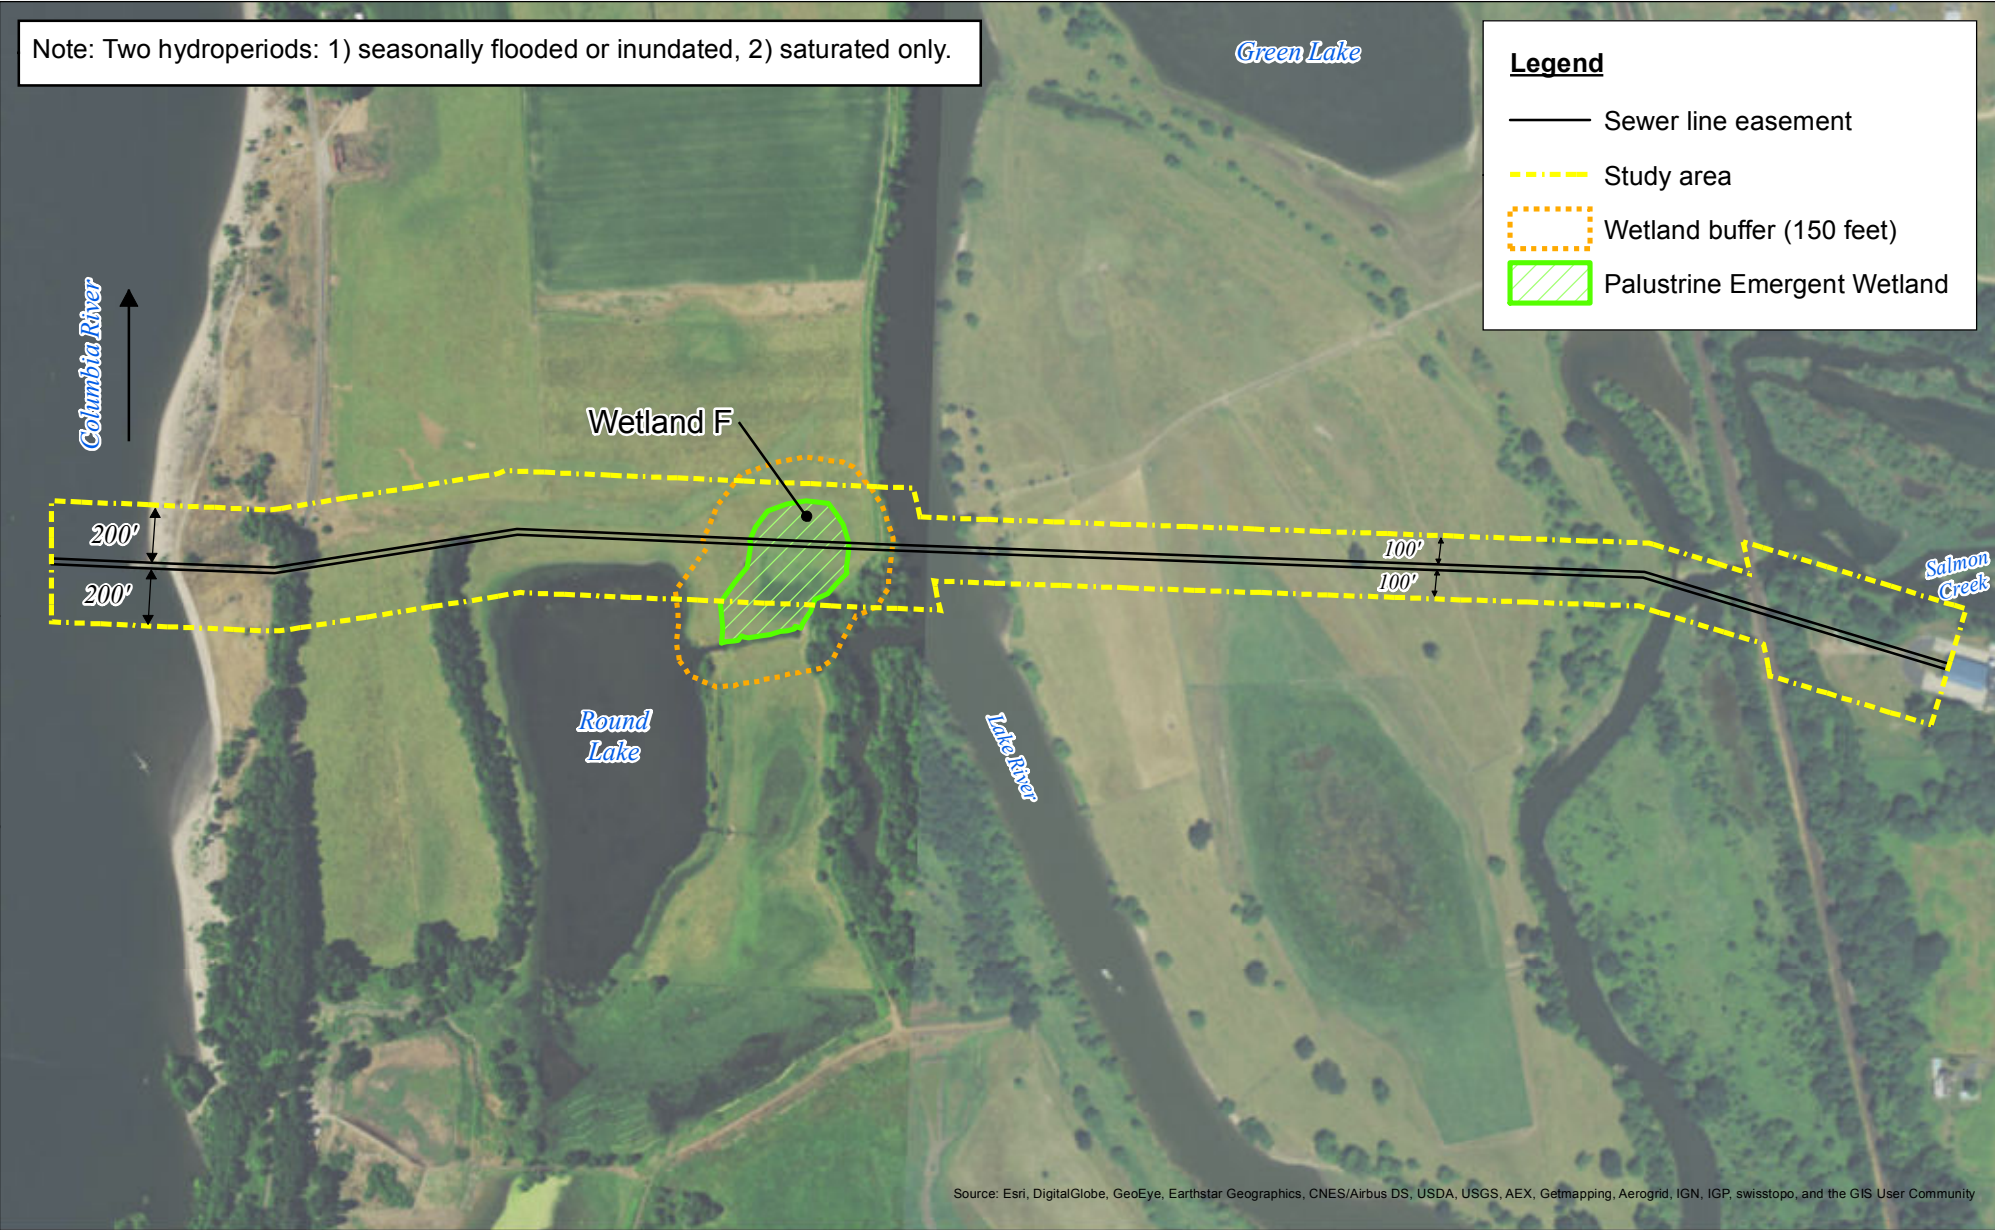 Note: Two hydroperiods: 1) seasonally flooded or inundated, 2) saturated only.
Green Lake
Legend
Sewer line easement
Study area
Wetland buffer (150 feet)
Palustrine Emergent Wetland
Columbia River
Wetland F
200'
200'
100'
100'
Salmon
Creek
Round
Lake
Lake River
Source: Esri, DigitalGlobe, GeoEye, Earthstar Geographics, CNES/Airbus DS, USDA, USGS, AEX, Getmapping, Aerogrid, IGN, IGP, swisstopo, and the GIS User Community